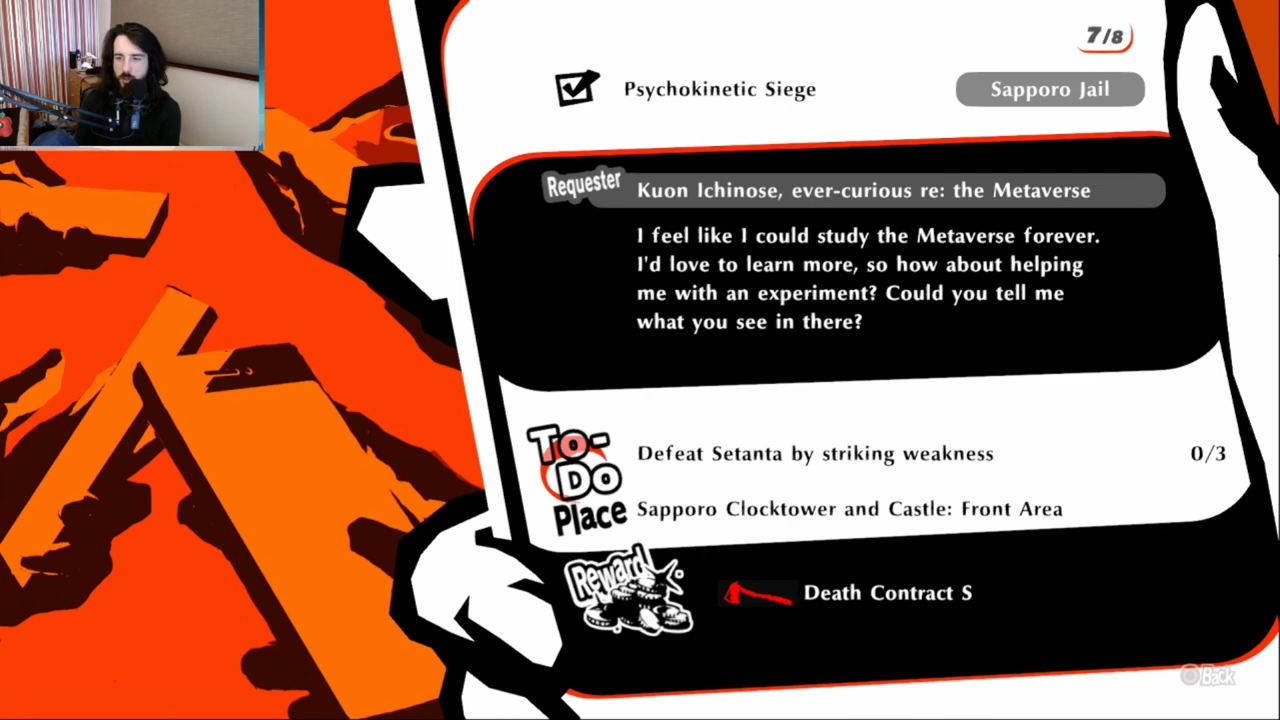 7/8
Psychokinetic Siege
Sapporo Jail
Requester
Kuon Ichinose, ever-curious re: the Metaverse
I feel like I could study the Metaverse forever.
I'd love to learn more, so how about helping
me with an experiment? Could you tell me
what you see in there?
To-
Do
Defeat Setanta by striking weakness 0/3
Place
Sapporo Clocktower and Castle: Front Area
Reward
Death Contract S
Back